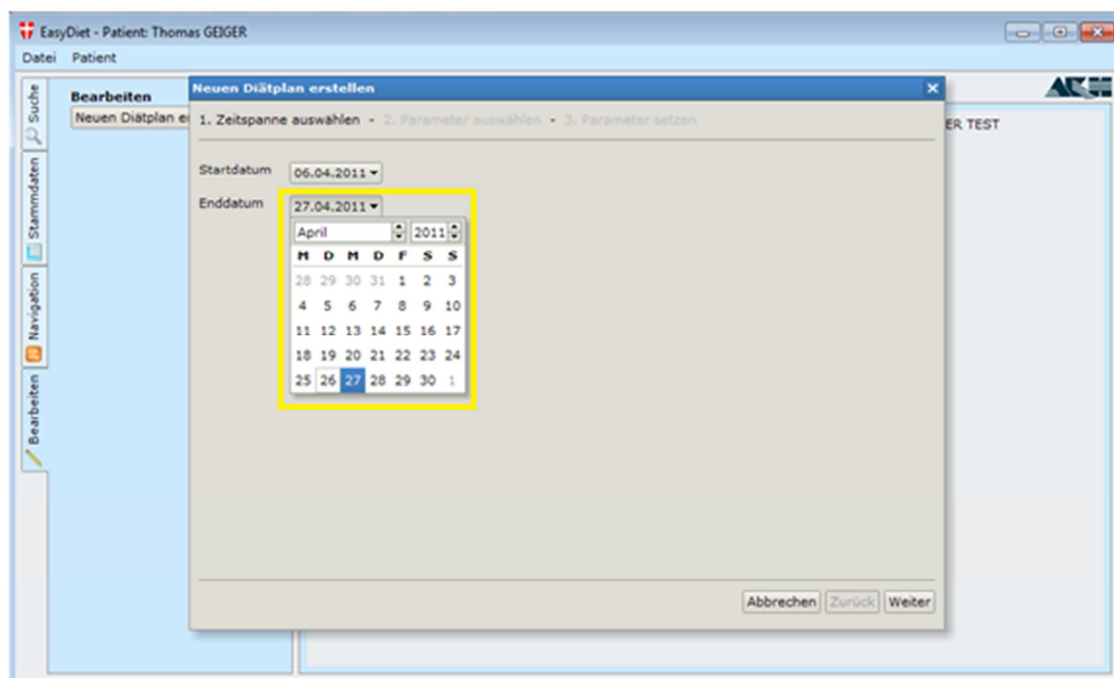 EasyDiet - Patient: Thomas GEIGER
Datei Patient
Suche
Stammdaten
Navigation
Bearbeiten
Bearbeiten
Neuen Diätplan e
Neuen Diätplan erstellen
1. Zeitspanne auswählen - 2. Parameter auswählen - 3. Parameter setzen
ER TEST
Startdatum 06.04.2011
Enddatum 27.04.2011
April 2011
M D M D F S S
28 29 30 31 1 2 3
4 5 6 7 8 9 10
11 12 13 14 15 16 17
18 19 20 21 22 23 24
25 26 27 28 29 30 1
Abbrechen Zurück Weiter